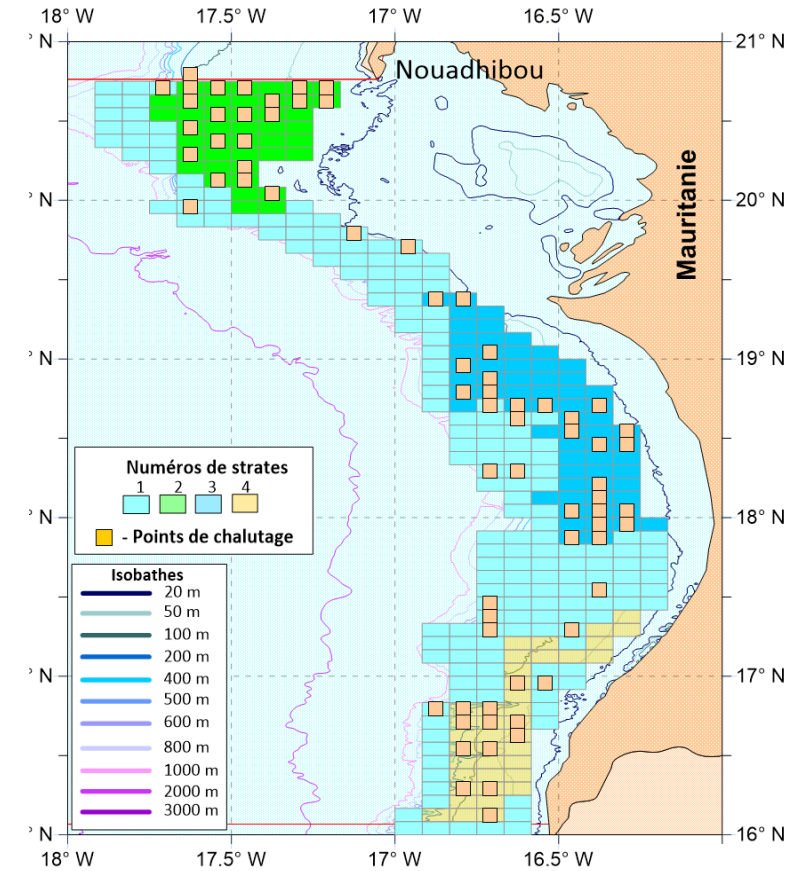 18° W 17.5° W 17° W 16.5° W
° N 21° N
Nouadhibou
Mauritanie
° N 20° N
° N 19° N
Numéros de strates
1 2 3 4
- Points de chalutage
° N 18° N
Isobathes
20 m
50 m
100 m
200 m
400 m
500 m
600 m
800 m
1000 m
2000 m
3000 m
° N 17° N
° N 16° N
18° W 17.5° W 17° W 16.5° W